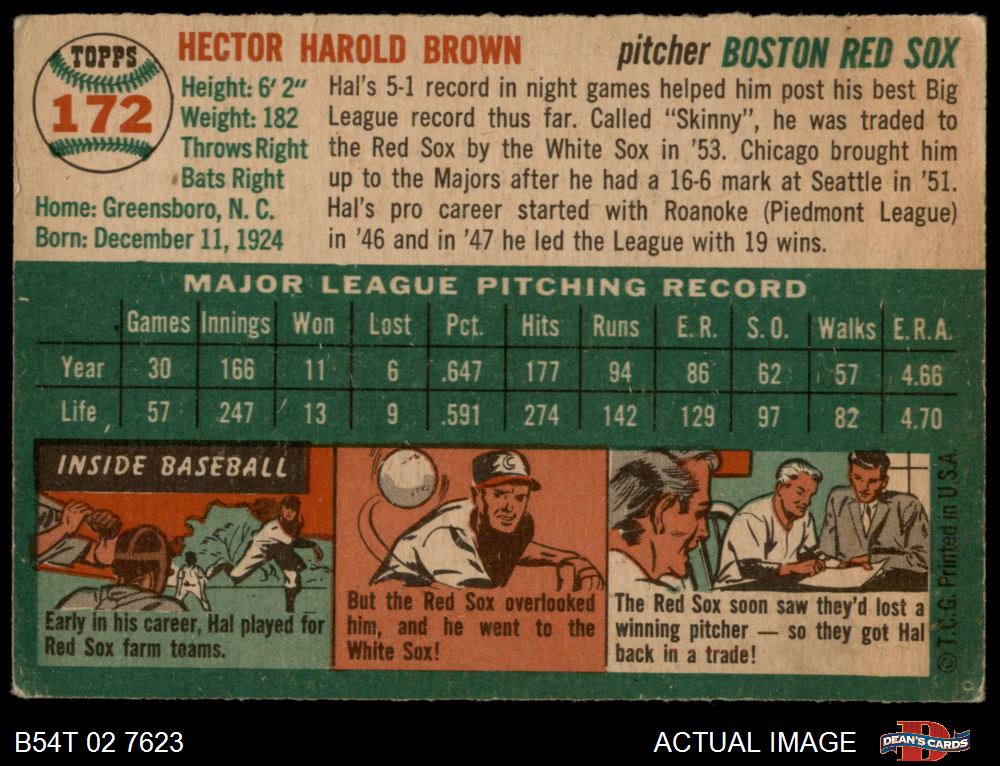 TOPPS
172
HECTOR HAROLD BROWN
pitcher BOSTON RED SOX
Height: 6' 2"
Weight: 182
Throws Right
Bats Right
Home: Greensboro, N. C.
Born: December 11, 1924
Hal's 5-1 record in night games helped him post his best Big
League record thus far. Called "Skinny", he was traded to
the Red Sox by the White Sox in '53. Chicago brought him
up to the Majors after he had a 16-6 mark at Seattle in '51.
Hal's pro career started with Roanoke (Piedmont League)
in '46 and in '47 he led the League with 19 wins.
MAJOR LEAGUE PITCHING RECORD
Games Innings Won Lost Pct. Hits Runs E. R. S. O. Walks E.R.A.
Year 30 166 11 6 .647 177 94 86 62 57 4.66
Life 57 247 13 9 .591 274 142 129 97 82 4.70
INSIDE BASEBALL
Early in his career, Hal played for
Red Sox farm teams.
C
But the Red Sox overlooked
him, and he went to the
White Sox!
The Red Sox soon saw they'd lost a
winning pitcher — so they got Hal
back in a trade!
© T. C. G. Printed in U.S.A.
B54T 02 7623
ACTUAL IMAGE
D
DEAN'S CARDS